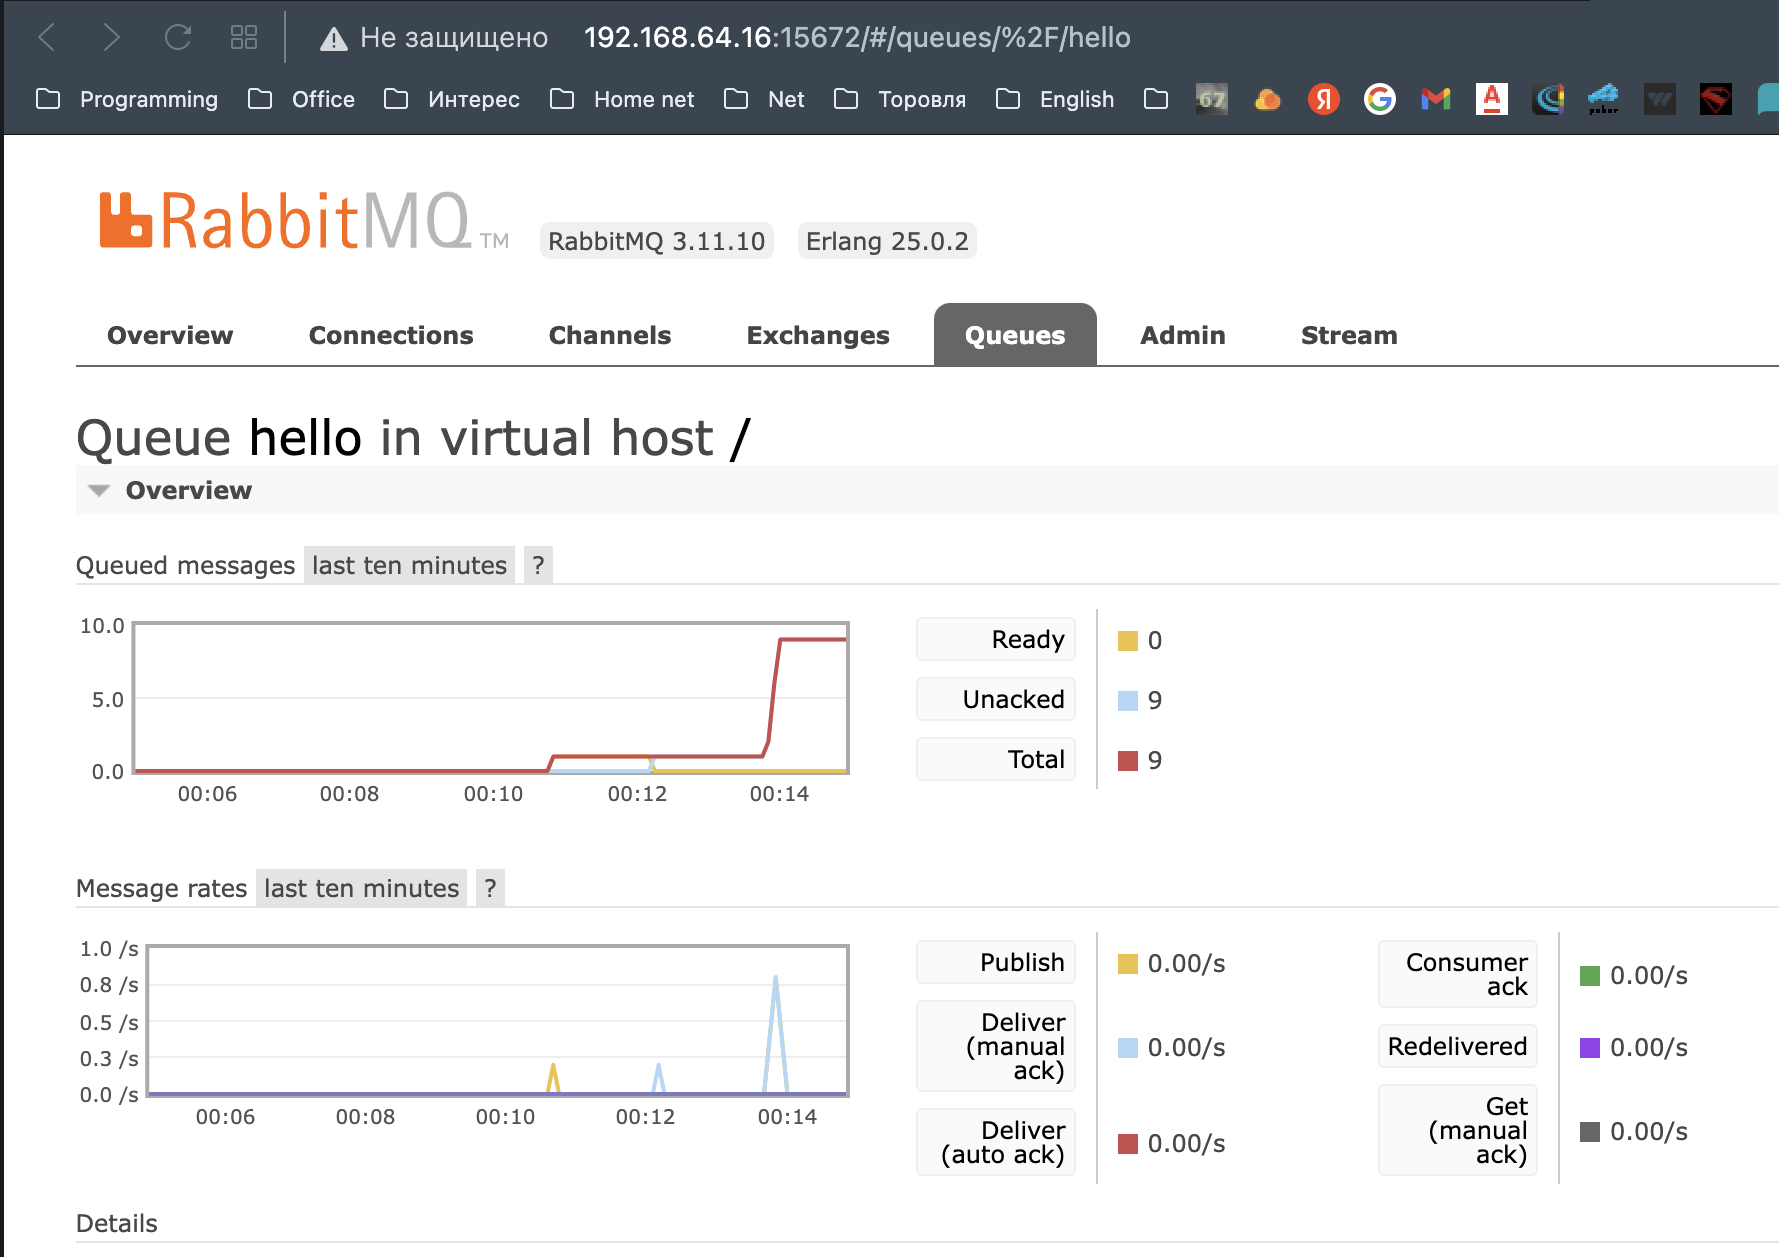 Не защищено 192.168.64.16:15672/#/queues/%2F/hello
Programming Office Интерес Home net Net Торовля English 67 Я G M A poker W
RabbitMQ TM RabbitMQ 3.11.10 Erlang 25.0.2
Overview Connections Channels Exchanges Queues Admin Stream
Queue hello in virtual host /
Overview
Queued messages last ten minutes ?
10.0
5.0
0.0
00:06 00:08 00:10 00:12 00:14
Ready 0
Unacked 9
Total 9
Message rates last ten minutes ?
1.0 /s
0.8 /s
0.5 /s
0.3 /s
0.0 /s
00:06 00:08 00:10 00:12 00:14
Publish 0.00/s
Deliver
(manual
ack) 0.00/s
Deliver
(auto ack) 0.00/s
Consumer
ack 0.00/s
Redelivered 0.00/s
Get
(manual
ack) 0.00/s
Details